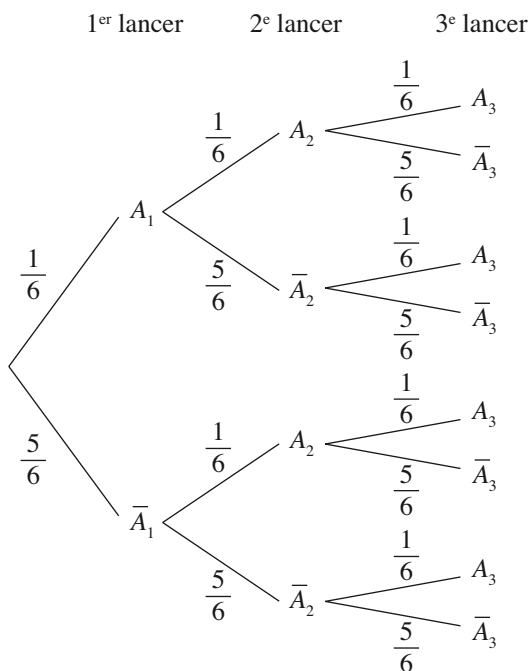 1er lancer 2e lancer 3e lancer
1/6 A3
1/6 A2
5/6 Ā3
A1
1/6 A3
5/6 Ā2
5/6 Ā3
1/6
1/6 A3
5/6
1/6 A2
5/6 Ā3
Ā1
1/6 A3
5/6 Ā2
5/6 Ā3